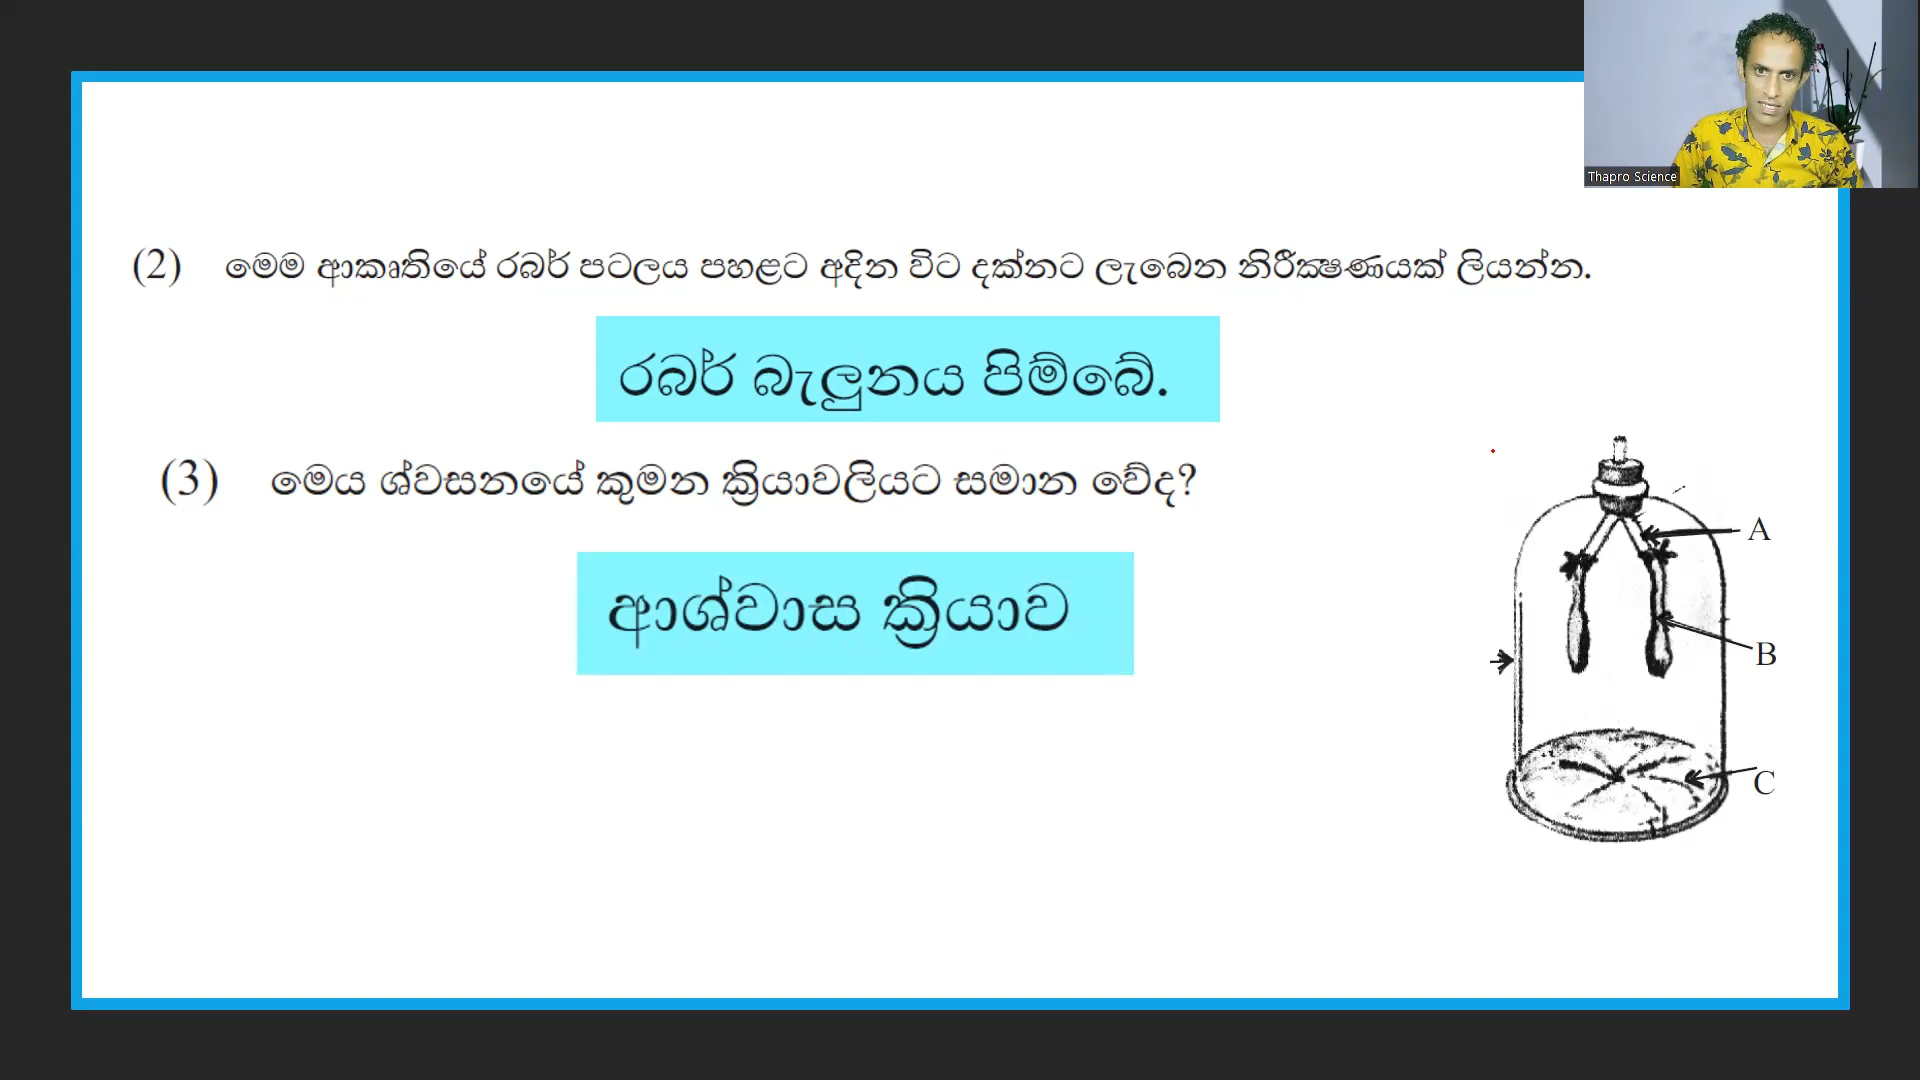 Thapro Science
(2) මෙම ආකෘතියේ රබර් පටලය පහළට අදින විට දක්නට ලැබෙන නිරීක්ෂණයක් ලියන්න.
රබර් බැලුනය පිම්බේ.
(3) මෙය ශ්වසනයේ කුමන ක්‍රියාවලියට සමාන වේද?
ආශ්වාස ක්‍රියාව
A
B
C